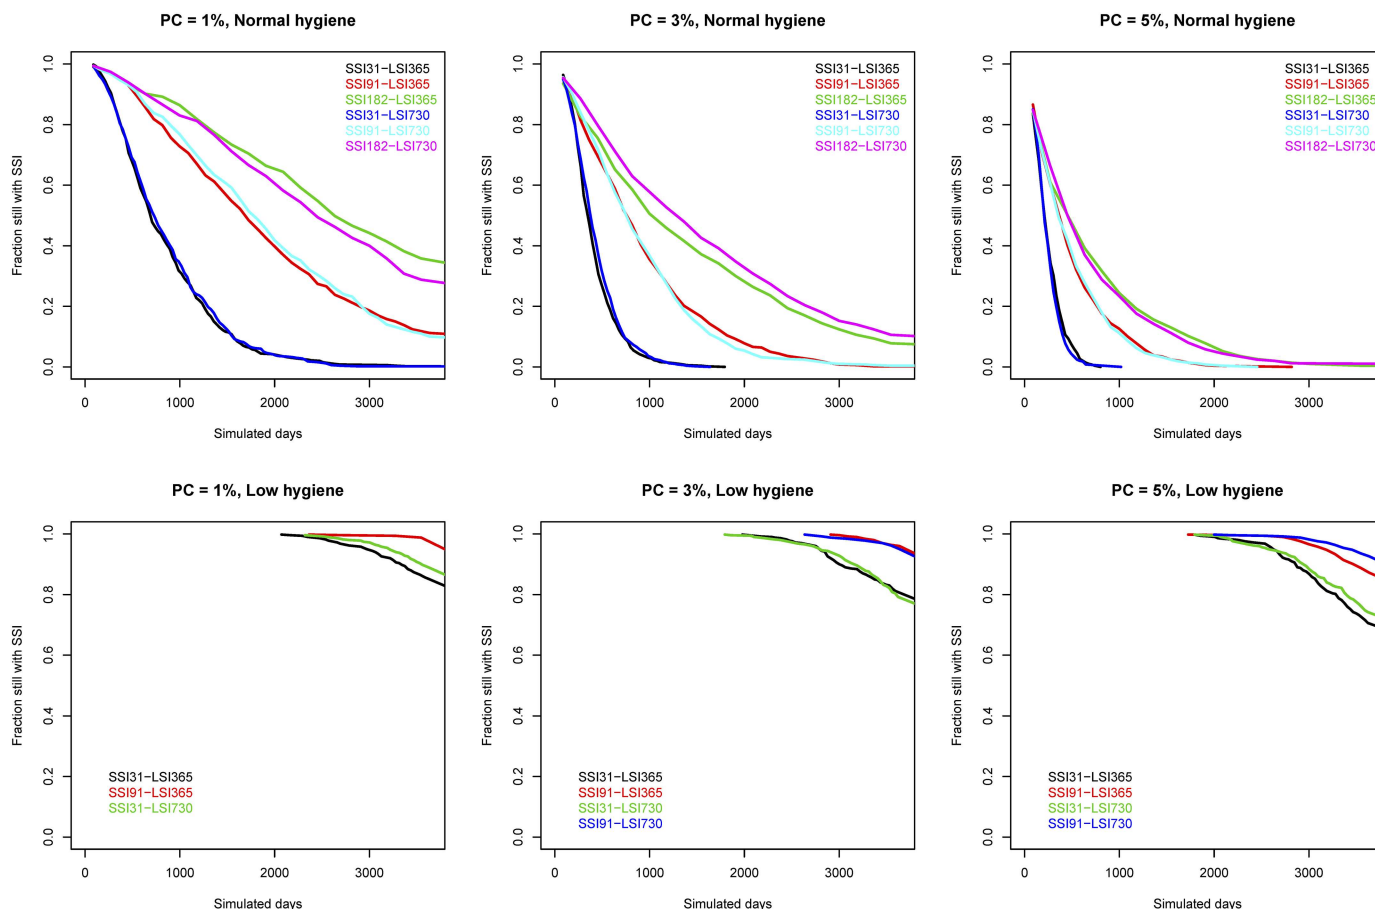 PC = 1%, Normal hygiene
Fraction still with SSI
1.0
0.8
0.6
0.4
0.2
0.0
SSI31−LSI365
SSI91−LSI365
SSI182−LSI365
SSI31−LSI730
SSI91−LSI730
SSI182−LSI730
0 1000 2000 3000
Simulated days
PC = 3%, Normal hygiene
Fraction still with SSI
1.0
0.8
0.6
0.4
0.2
0.0
SSI31−LSI365
SSI91−LSI365
SSI182−LSI365
SSI31−LSI730
SSI91−LSI730
SSI182−LSI730
0 1000 2000 3000
Simulated days
PC = 5%, Normal hygiene
Fraction still with SSI
1.0
0.8
0.6
0.4
0.2
0.0
SSI31−LSI365
SSI91−LSI365
SSI182−LSI365
SSI31−LSI730
SSI91−LSI730
SSI182−LSI730
0 1000 2000 3000
Simulated days
PC = 1%, Low hygiene
Fraction still with SSI
1.0
0.8
0.6
0.4
0.2
0.0
SSI31−LSI365
SSI91−LSI365
SSI31−LSI730
0 1000 2000 3000
Simulated days
PC = 3%, Low hygiene
Fraction still with SSI
1.0
0.8
0.6
0.4
0.2
0.0
SSI31−LSI365
SSI91−LSI365
SSI31−LSI730
SSI91−LSI730
0 1000 2000 3000
Simulated days
PC = 5%, Low hygiene
Fraction still with SSI
1.0
0.8
0.6
0.4
0.2
0.0
SSI31−LSI365
SSI91−LSI365
SSI31−LSI730
SSI91−LSI730
0 1000 2000 3000
Simulated days